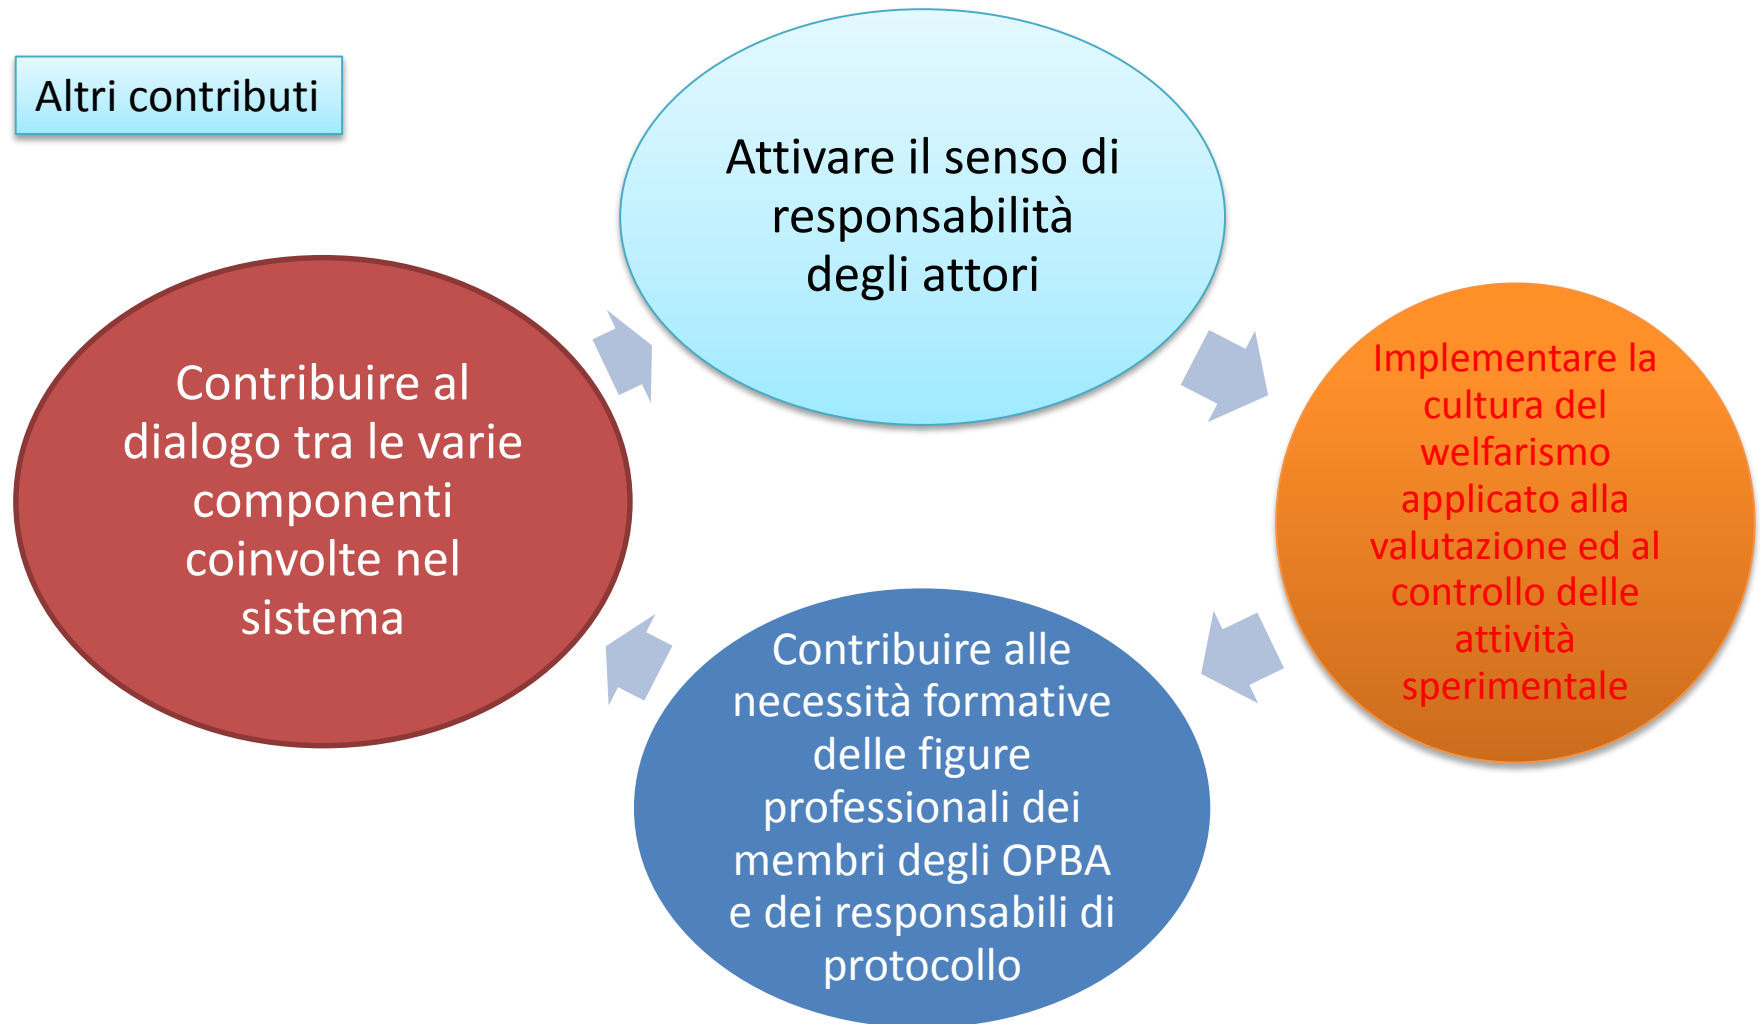 Altri contributi
Attivare il senso di
responsabilità
degli attori
Implementare la
cultura del
welfarismo
applicato alla
valutazione ed al
controllo delle
attività
sperimentale
Contribuire alle
necessità formative
delle figure
professionali dei
membri degli OPBA
e dei responsabili di
protocollo
Contribuire al
dialogo tra le varie
componenti
coinvolte nel
sistema